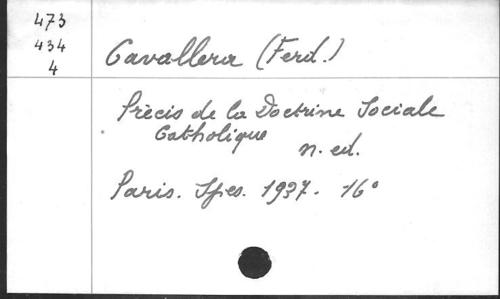 473
434
4
Cavallera (Ferd.)
Précis de la Doctrine Sociale
Catholique
n. ed.
Paris. Spes. 1937. 16°